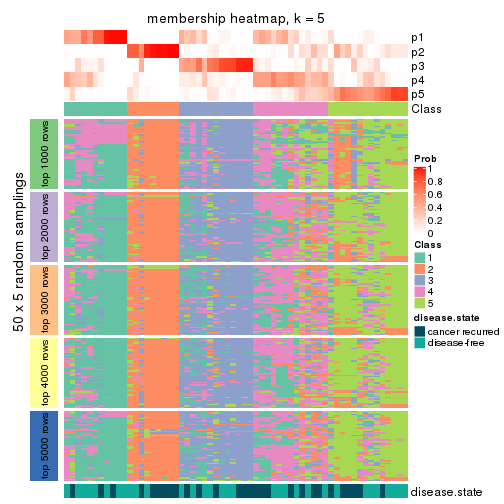 membership heatmap, k = 5
p1
p2
p3
p4
p5
Class
50 x 5 random samplings
top 1000 rows
top 2000 rows
top 3000 rows
top 4000 rows
top 5000 rows
Prob
1
0.8
0.6
0.4
0.2
0
Class
1
2
3
4
5
disease.state
cancer recurred
disease-free
disease.state